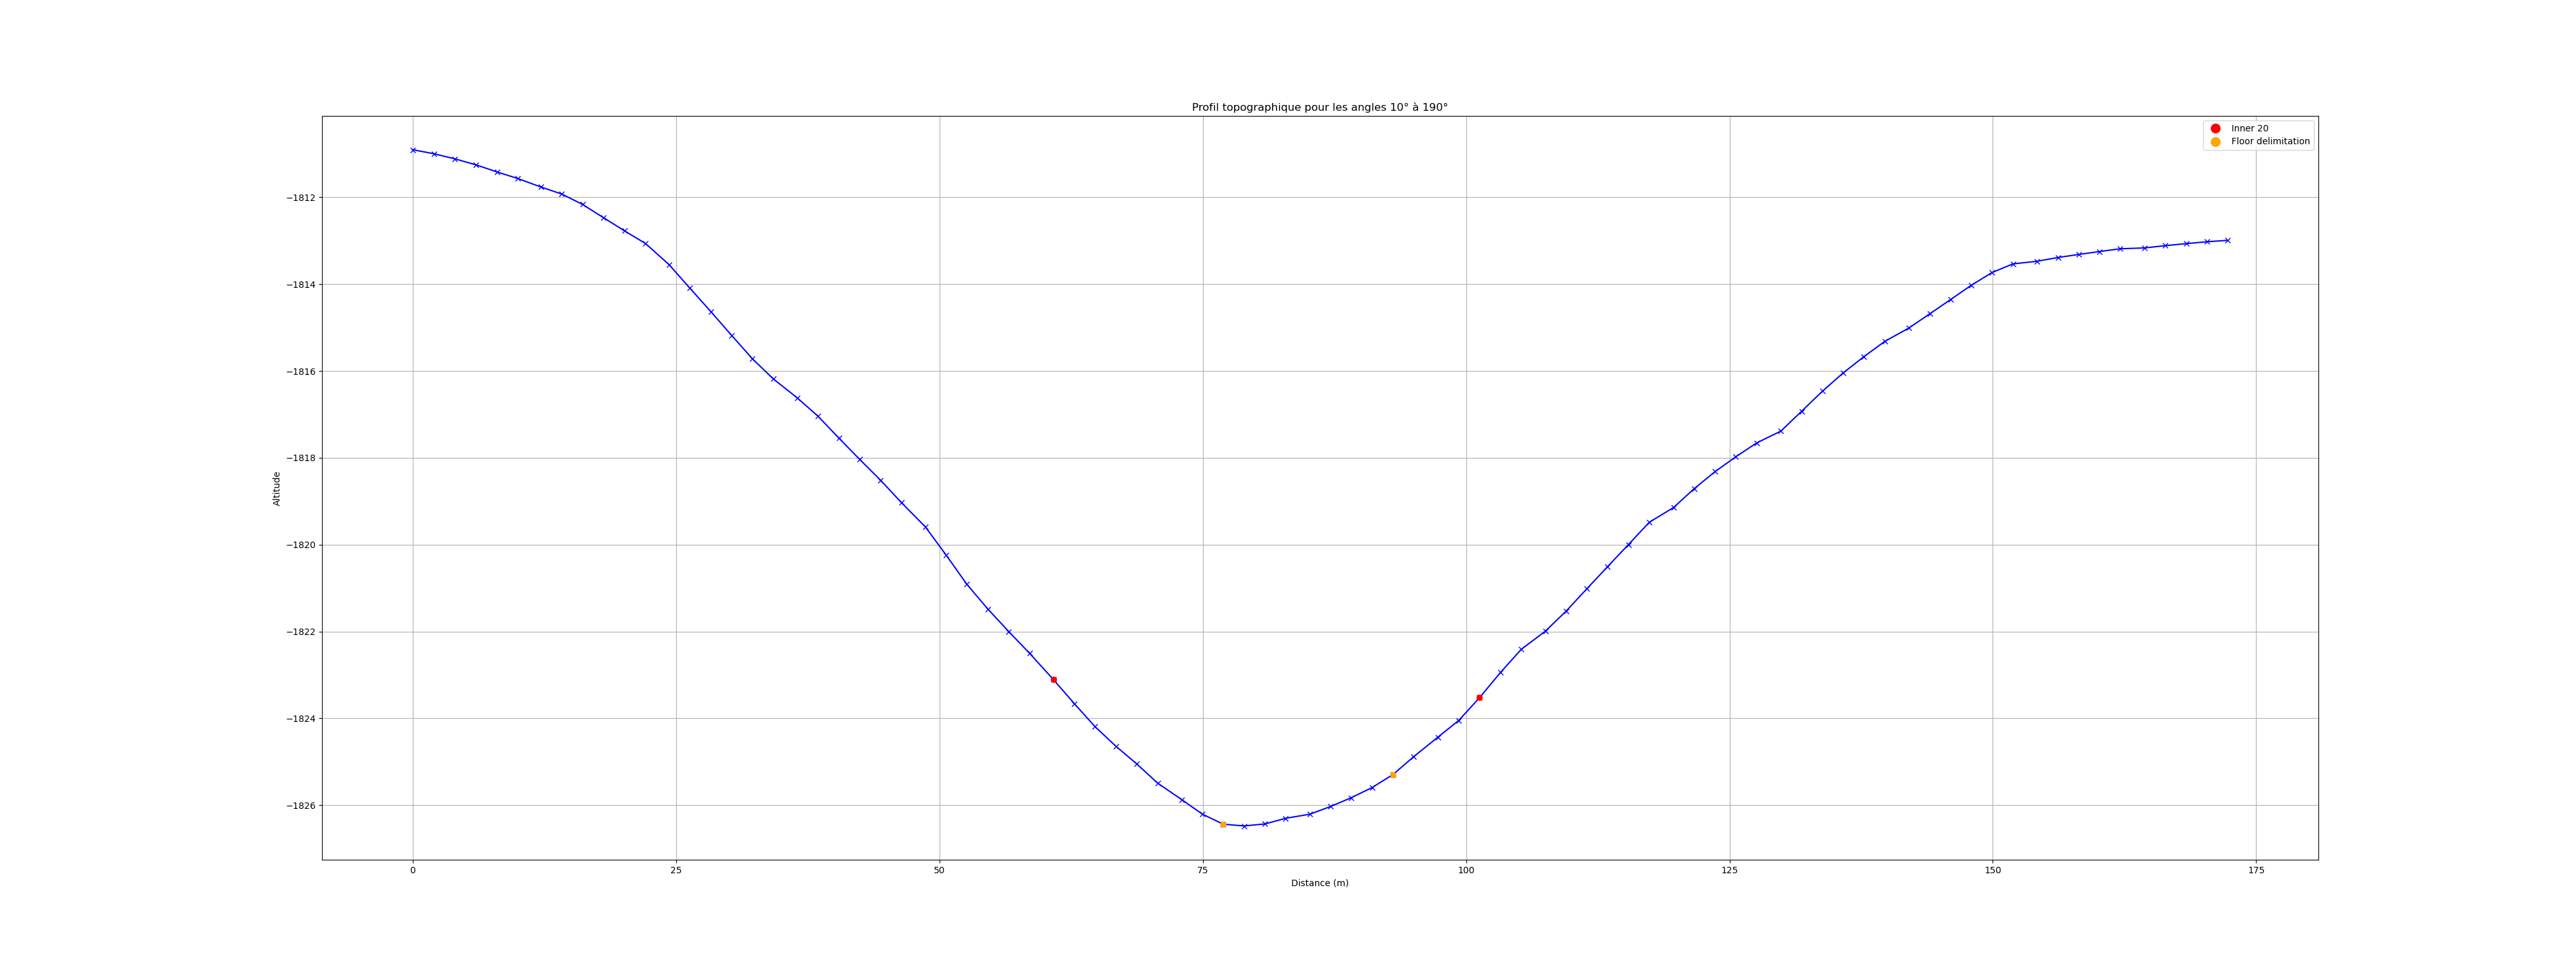 Profil topographique pour les angles 10° à 190°
Inner 20
Floor delimitation
−1812
−1814
−1816
−1818
−1820
−1822
−1824
−1826
Altitude
0 25 50 75 100 125 150 175
Distance (m)